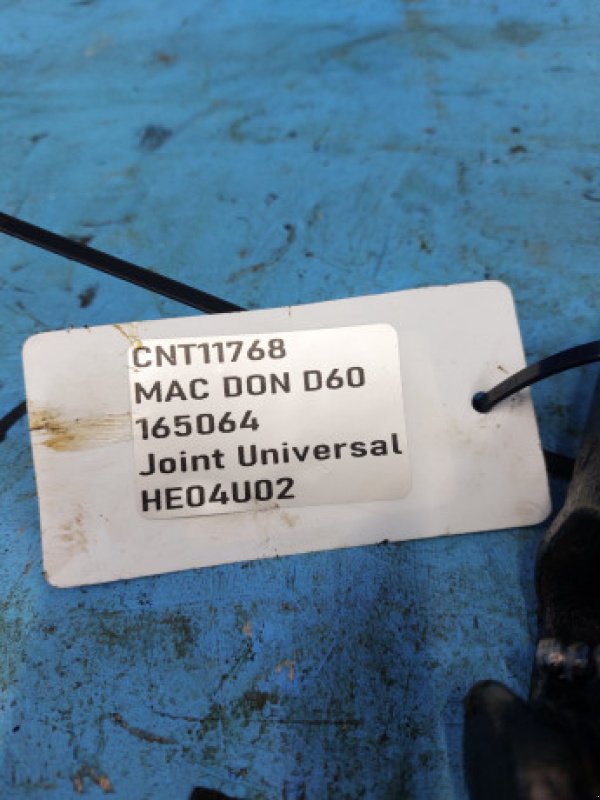 CNT11768
MAC DON D60
165064
Joint Universal
HE04U02